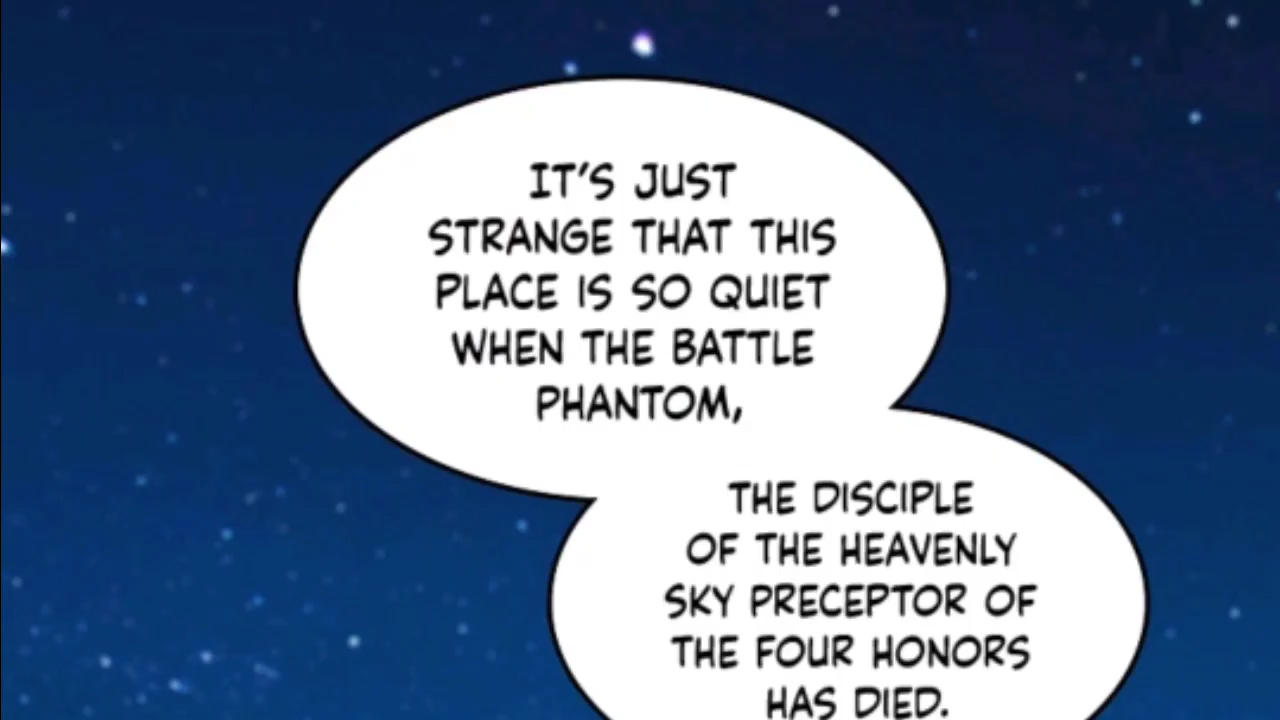 IT'S JUST
STRANGE THAT THIS
PLACE IS SO QUIET
WHEN THE BATTLE
PHANTOM,
THE DISCIPLE
OF THE HEAVENLY
SKY PRECEPTOR OF
THE FOUR HONORS
HAS DIED.